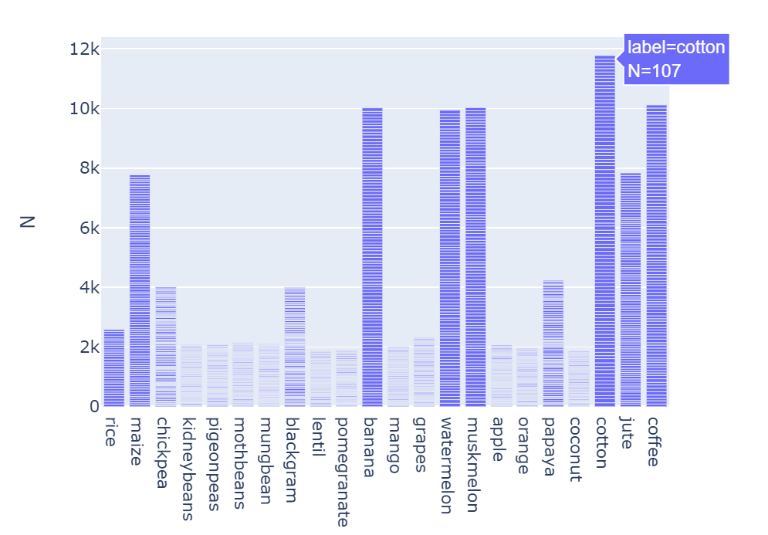 12k
label=cotton
N=107
10k
8k
6k
4k
2k
0
N
rice
maize
chickpea
kidneybeans
pigeonpeas
mothbeans
mungbean
blackgram
lentil
pomegranate
banana
mango
grapes
watermelon
muskmelon
apple
orange
papaya
coconut
cotton
jute
coffee